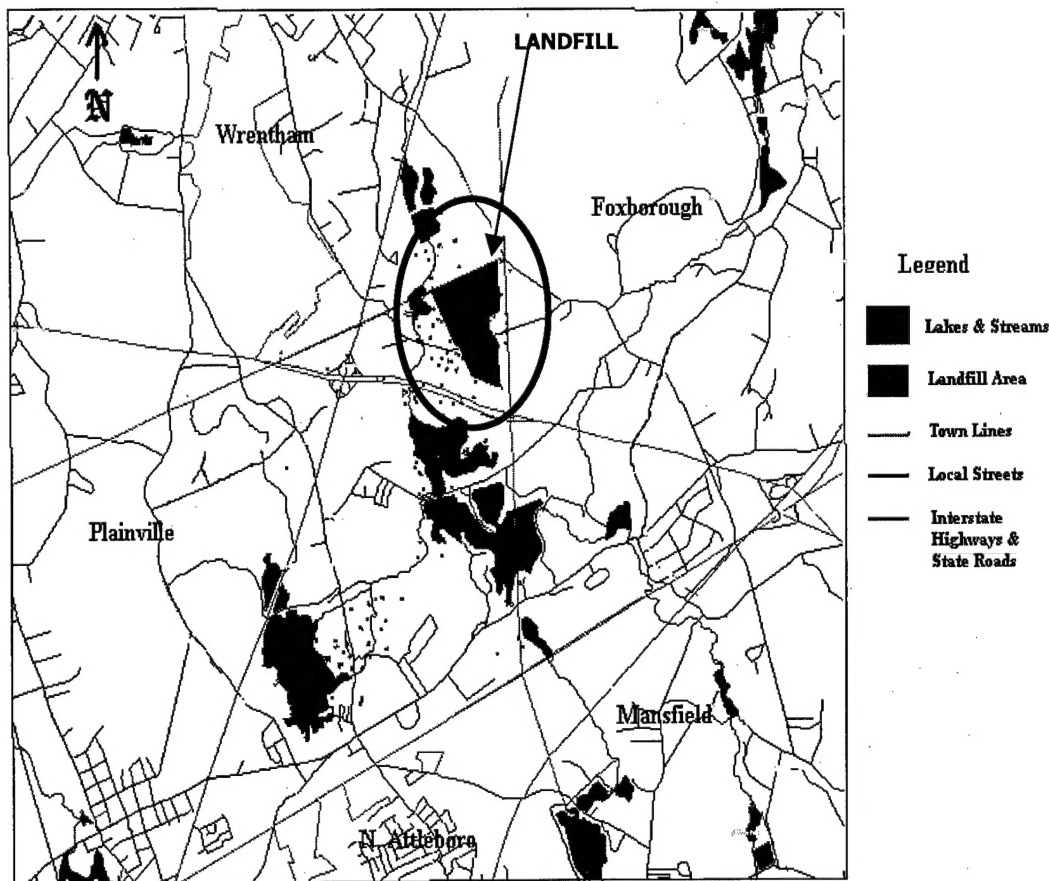 LANDFILL
N
Wrentham
Foxborough
Plainville
Mansfield
N. Attleboro
Legend
Lakes & Streams
Landfill Area
Town Lines
Local Streets
Interstate
Highways &
State Roads